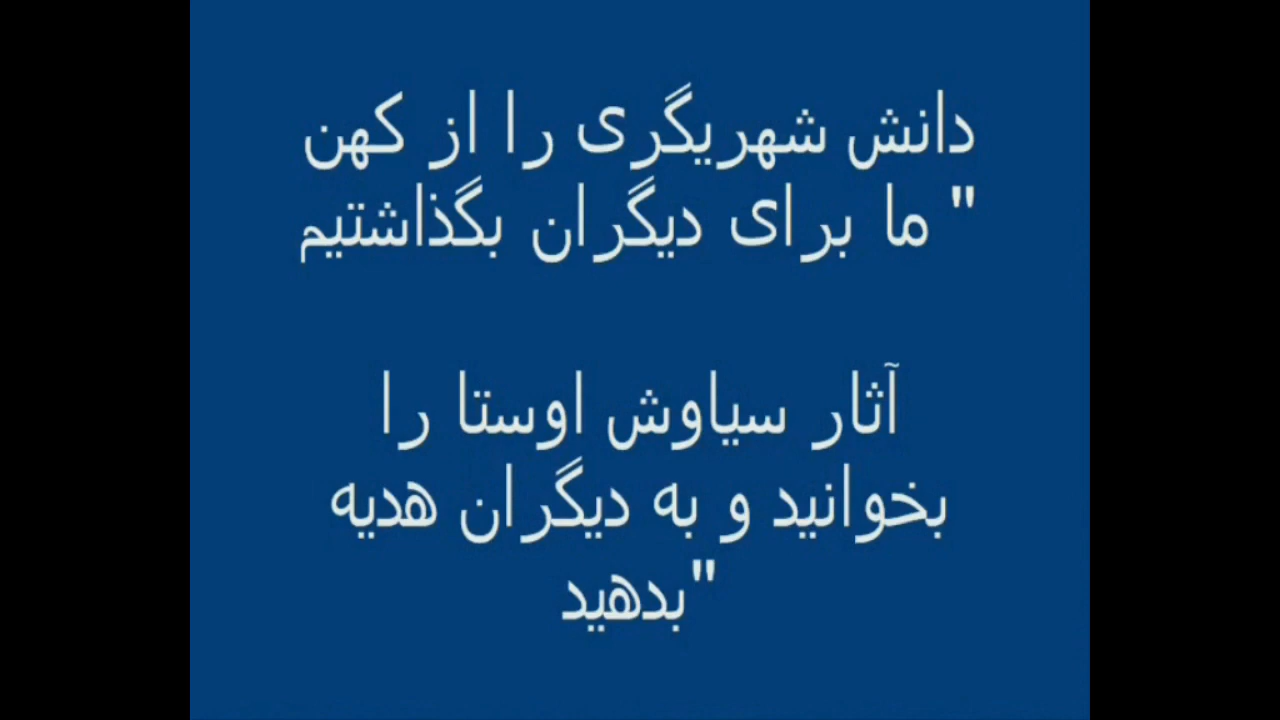 دانش شهریگری را از کهن
" ما برای دیگران بگذاشتیم
آثار سیاوش اوستا را
بخوانید و به دیگران هدیه
"بدهید